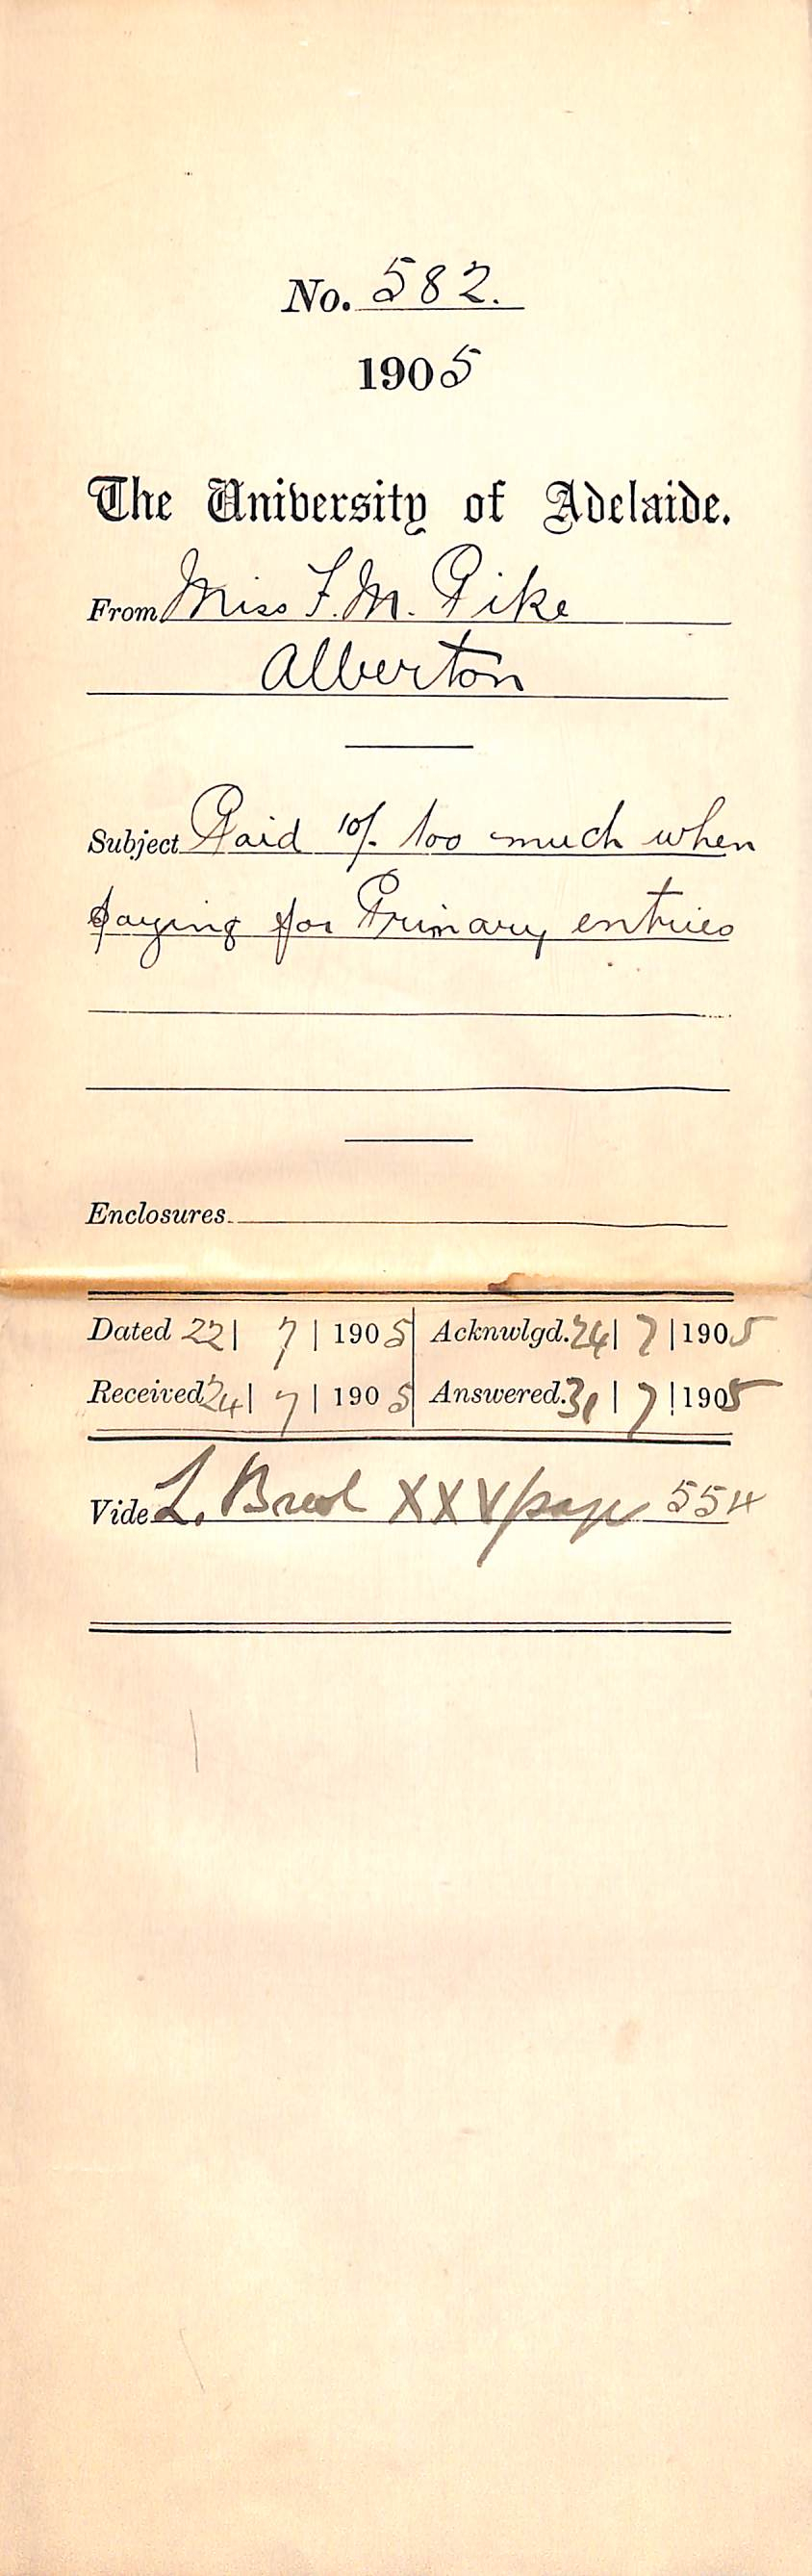 No. 582.
1905
The University of Adelaide.
From Miss F. M. Pike
Alberton
Subject Paid 10/- too much when
paying for Primary entries
Enclosures
Dated 22 | 7 | 1905 Acknwlgd. 24 | 7 | 1905
Received 24 | 7 | 1905 Answered. 31 | 7 | 1905
Vide L. XXV page 554